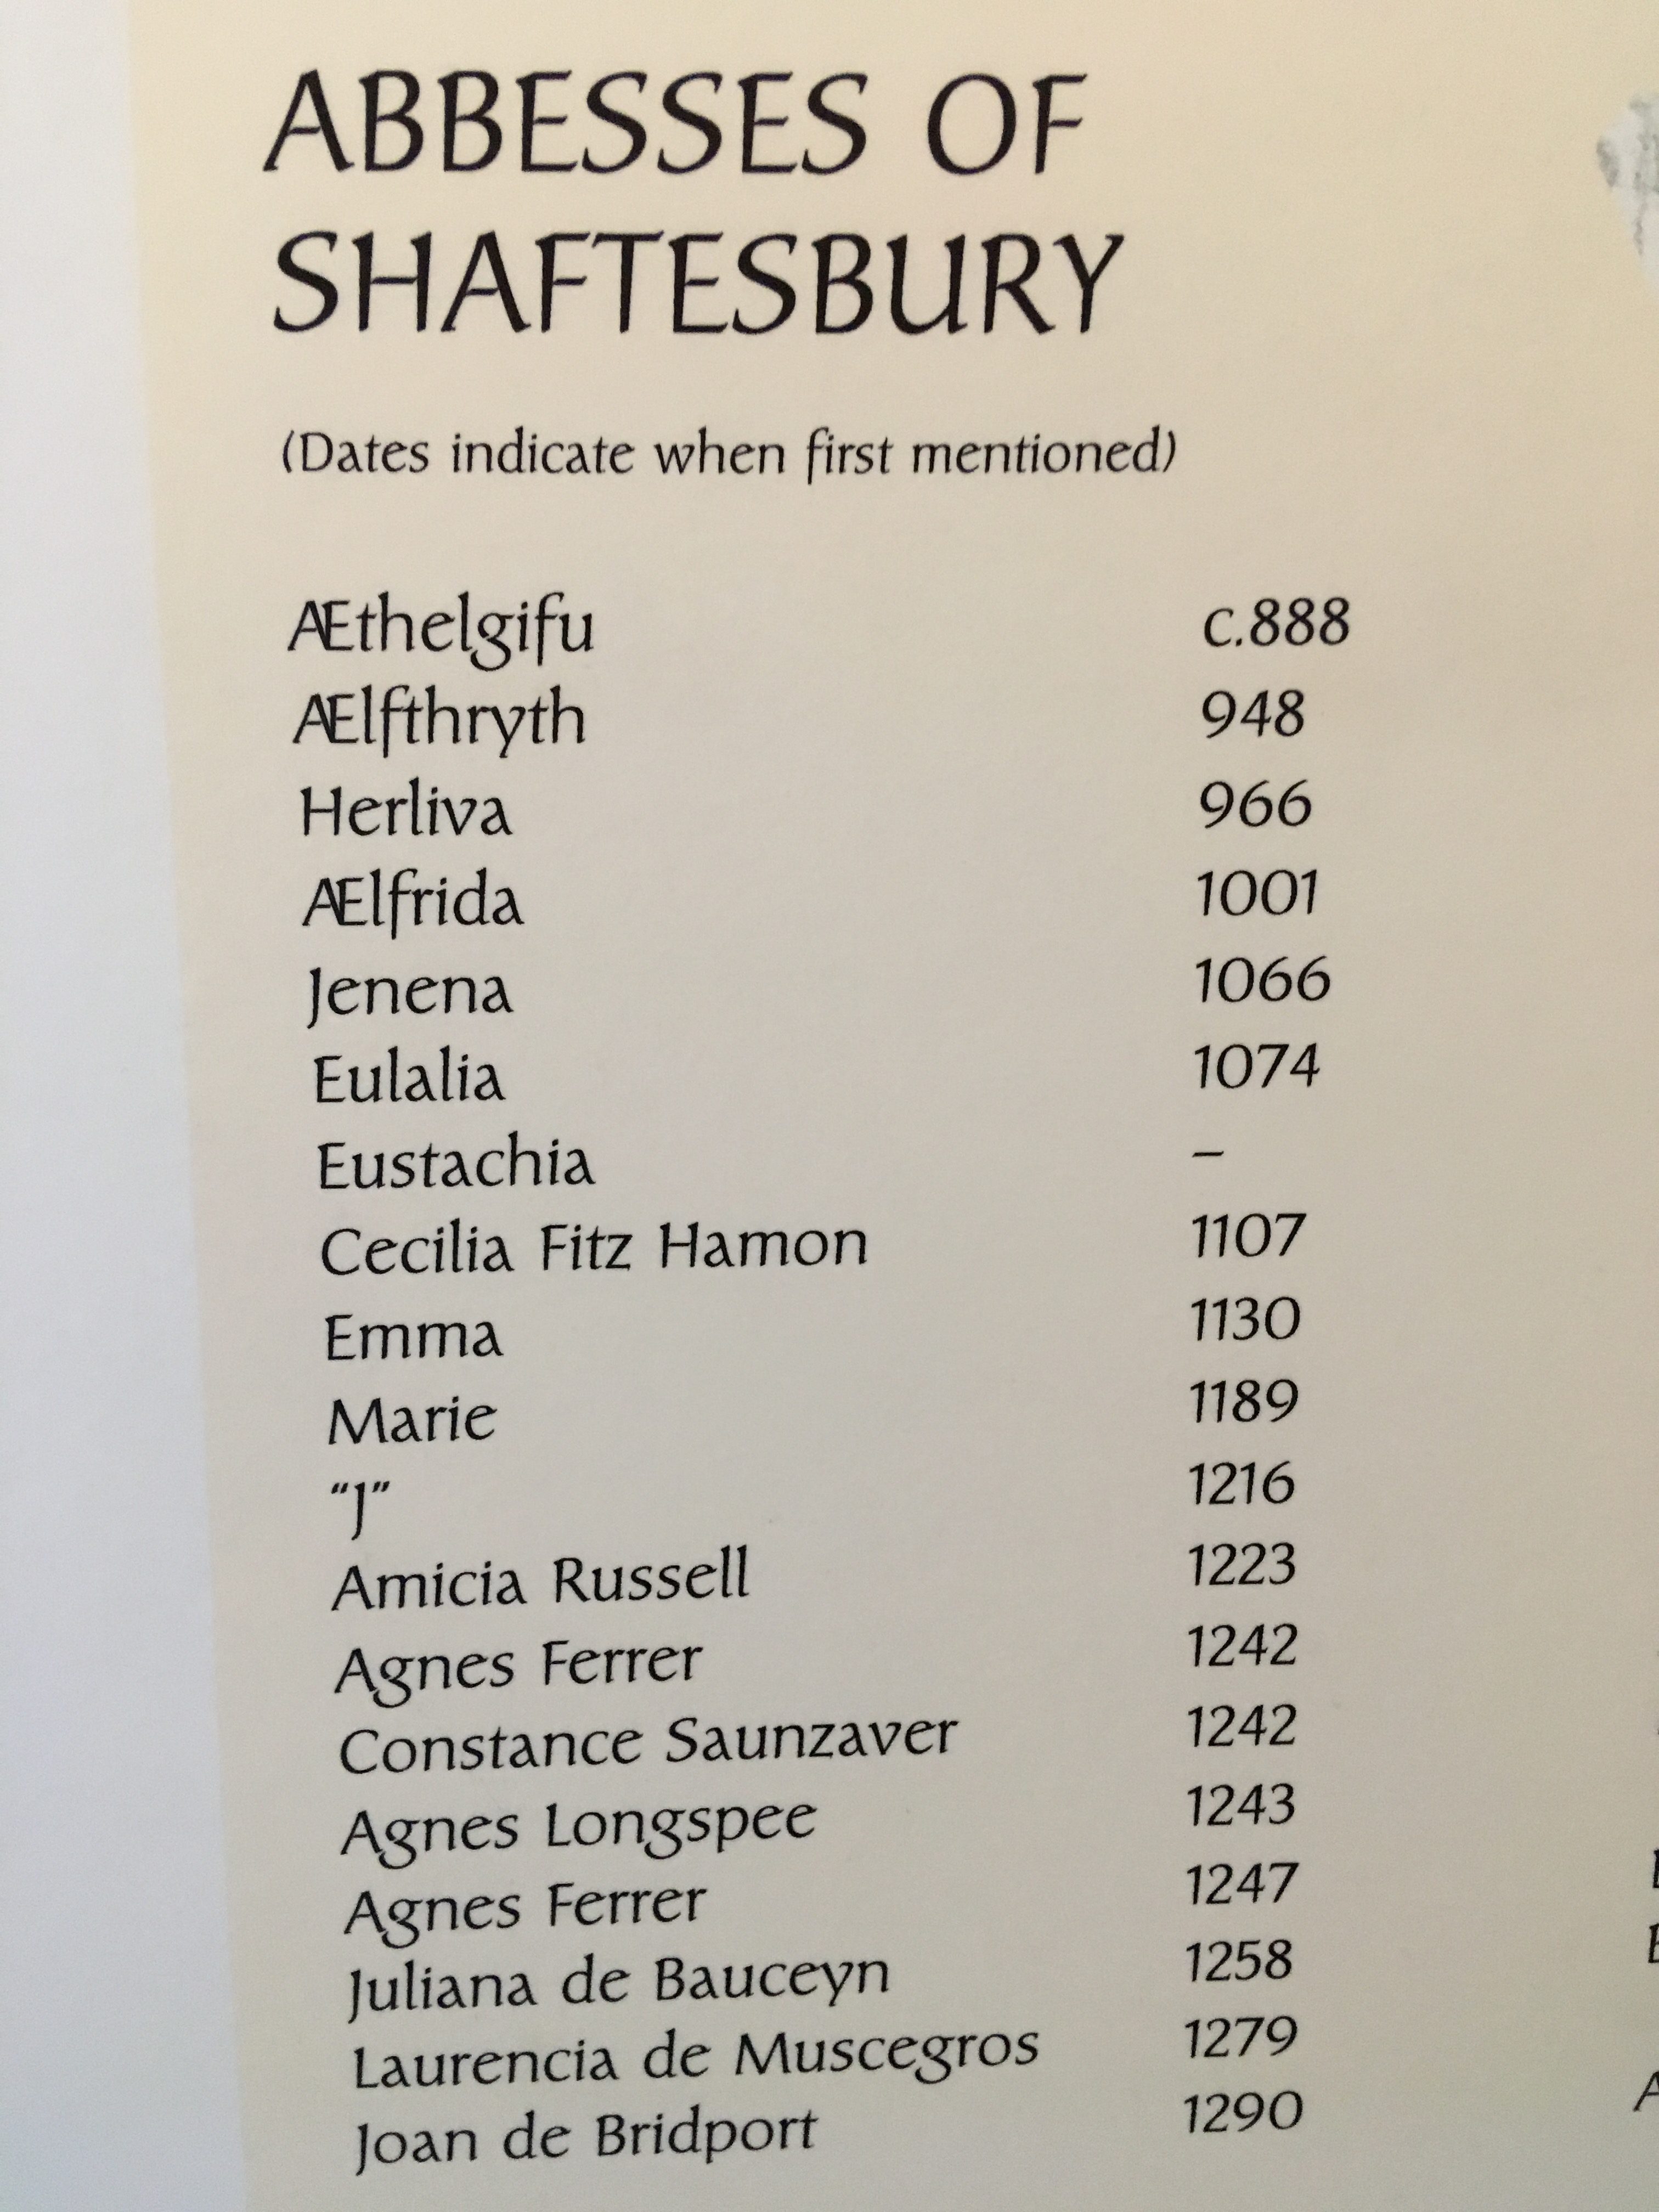 ABBESSES OF
SHAFTESBURY
(Dates indicate when first mentioned)
Æthelgifu c.888
Ælfthryth 948
Herliva 966
Ælfrida 1001
Jenena 1066
Eulalia 1074
Eustachia –
Cecilia Fitz Hamon 1107
Emma 1130
Marie 1189
“J” 1216
Amicia Russell 1223
Agnes Ferrer 1242
Constance Saunzaver 1242
Agnes Longspee 1243
Agnes Ferrer 1247
Juliana de Bauceyn 1258
Laurencia de Muscegros 1279
Joan de Bridport 1290